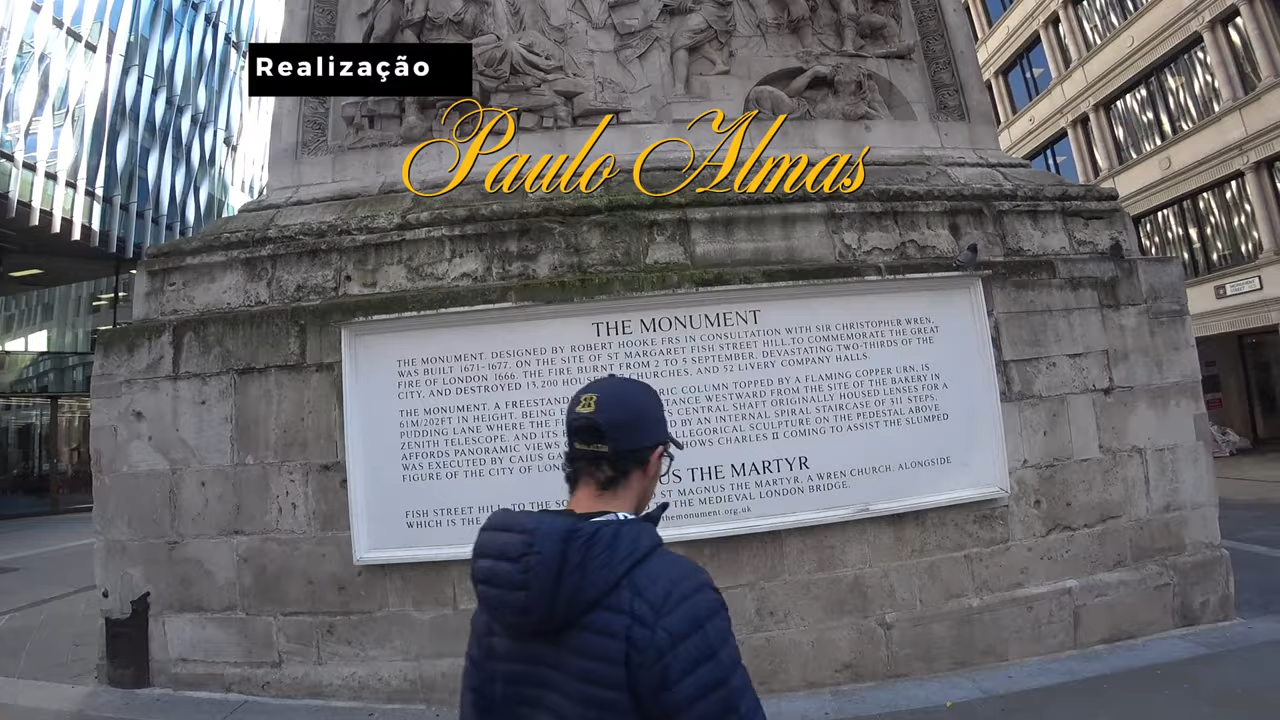 Realização
Paulo Almas
THE MONUMENT
THE MONUMENT, DESIGNED BY ROBERT HOOKE FRS IN CONSULTATION WITH SIR CHRISTOPHER WREN,
WAS BUILT 1671-1677, ON THE SITE OF ST MARGARET FISH STREET HILL, TO COMMEMORATE THE GREAT
FIRE OF LONDON 1666. THE FIRE BURNT FROM 2 TO 5 SEPTEMBER, DEVASTATING TWO-THIRDS OF THE
CITY, AND DESTROYED 13,200 HOUS 7 CHURCHES, AND 52 LIVERY COMPANY HALLS.
THE MONUMENT, A FREESTAND RIC COLUMN TOPPED BY A FLAMING COPPER URN, IS
61M/202FT IN HEIGHT, BEING TANCE WESTWARD FROM THE SITE OF THE BAKERY IN
PUDDING LANE WHERE THE FI S CENTRAL SHAFT ORIGINALLY HOUSED LENSES FOR A
ZENITH TELESCOPE, AND ITS D BY AN INTERNAL SPIRAL STAIRCASE OF 311 STEPS,
AFFORDS PANORAMIC VIEWS LLEGORICAL SCULPTURE ON THE PEDESTAL ABOVE
WAS EXECUTED BY CAIUS GA HOWS CHARLES II COMING TO ASSIST THE SLUMPED
FIGURE OF THE CITY OF LON
US THE MARTYR
FISH STREET HILL TO THE SO ST MAGNUS THE MARTYR, A WREN CHURCH, ALONGSIDE
WHICH IS THE THE MEDIEVAL LONDON BRIDGE.
themonument.org.uk